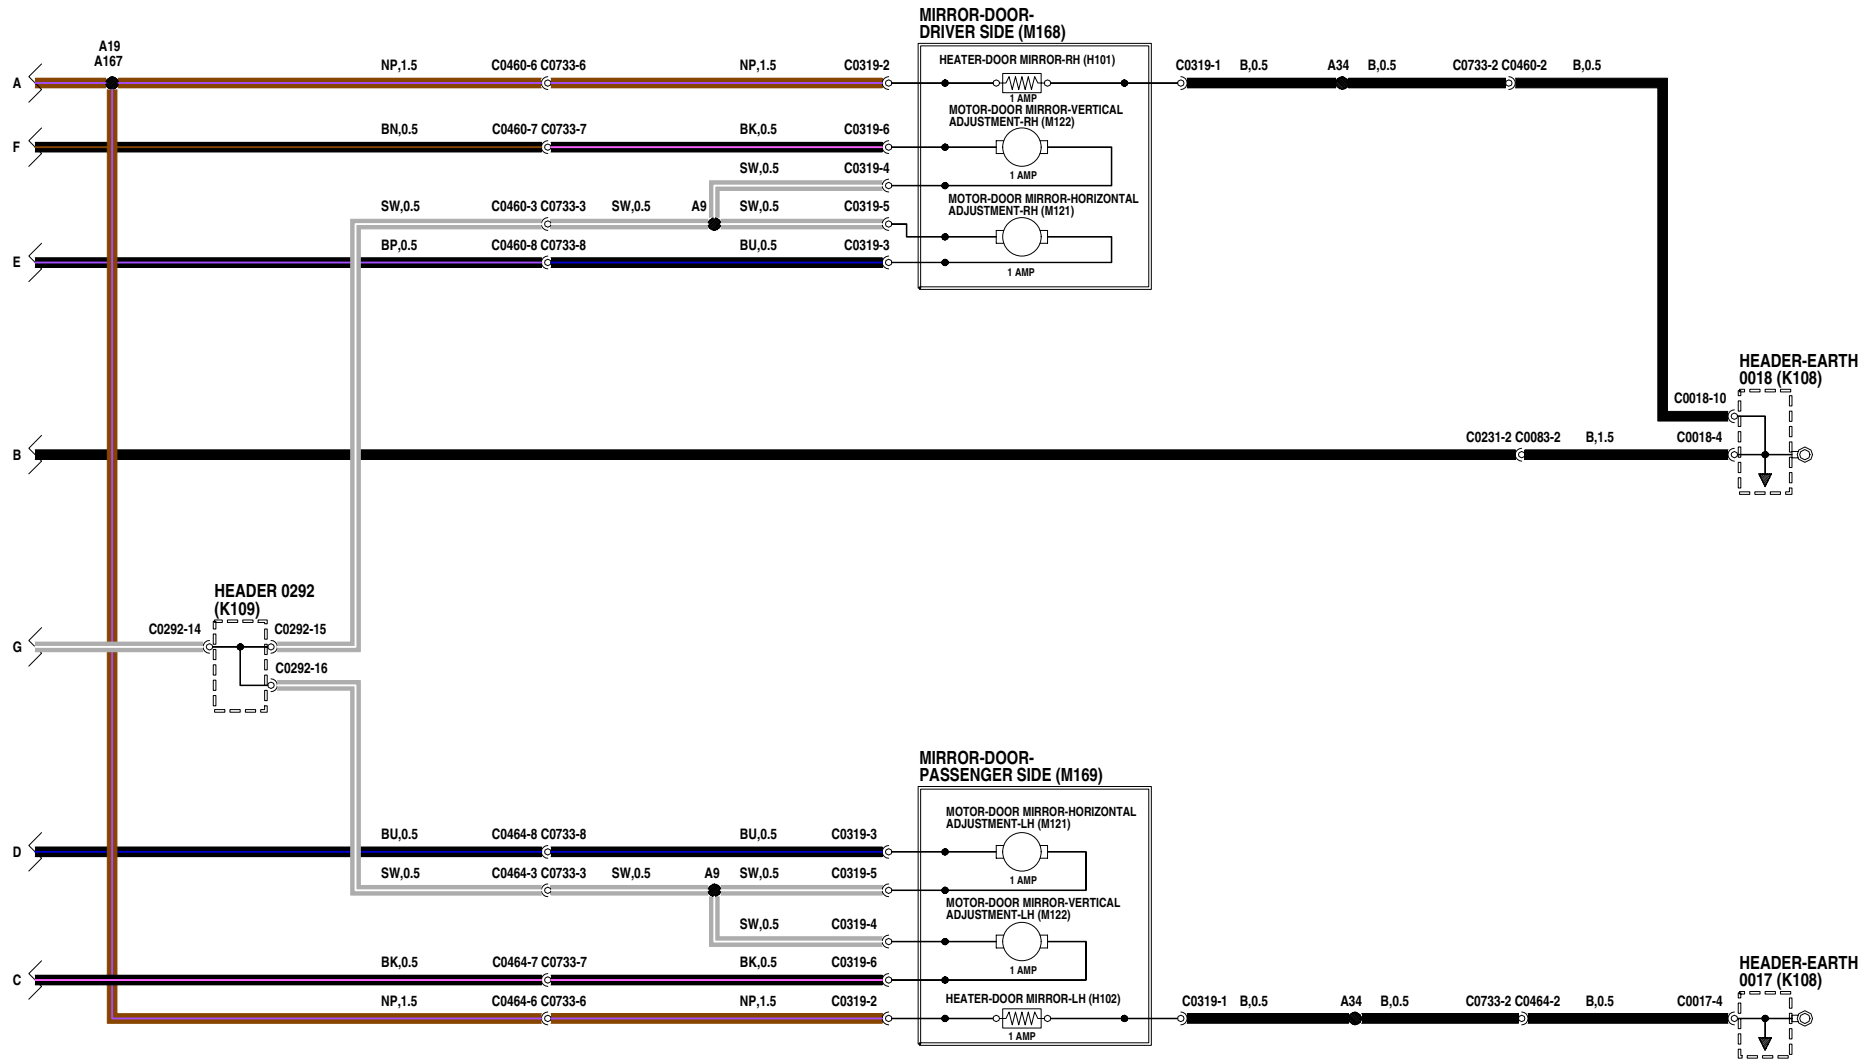 MIRROR-DOOR-
DRIVER SIDE (M168)
A19
A167
A
NP,1.5
C0460-6 C0733-6
NP,1.5
C0319-2
HEATER-DOOR MIRROR-RH (H101)
1 AMP
C0319-1
B,0.5
A34
B,0.5
C0733-2 C0460-2
B,0.5
MOTOR-DOOR MIRROR-VERTICAL
ADJUSTMENT-RH (M122)
F
BN,0.5
C0460-7 C0733-7
BK,0.5
C0319-6
1 AMP
SW,0.5
C0319-4
MOTOR-DOOR MIRROR-HORIZONTAL
ADJUSTMENT-RH (M121)
SW,0.5
C0460-3 C0733-3
SW,0.5
A9
SW,0.5
C0319-5
E
BP,0.5
C0460-8 C0733-8
BU,0.5
C0319-3
1 AMP
HEADER-EARTH
0018 (K108)
C0018-10
B
C0231-2 C0083-2
B,1.5
C0018-4
HEADER 0292
(K109)
G
C0292-14
C0292-15
C0292-16
MIRROR-DOOR-
PASSENGER SIDE (M169)
MOTOR-DOOR MIRROR-HORIZONTAL
ADJUSTMENT-LH (M121)
D
BU,0.5
C0464-8 C0733-8
BU,0.5
C0319-3
1 AMP
SW,0.5
C0464-3 C0733-3
SW,0.5
A9
SW,0.5
C0319-5
MOTOR-DOOR MIRROR-VERTICAL
ADJUSTMENT-LH (M122)
SW,0.5
C0319-4
1 AMP
C
BK,0.5
C0464-7 C0733-7
BK,0.5
C0319-6
HEADER-EARTH
0017 (K108)
NP,1.5
C0464-6 C0733-6
NP,1.5
C0319-2
HEATER-DOOR MIRROR-LH (H102)
1 AMP
C0319-1
B,0.5
A34
B,0.5
C0733-2 C0464-2
B,0.5
C0017-4